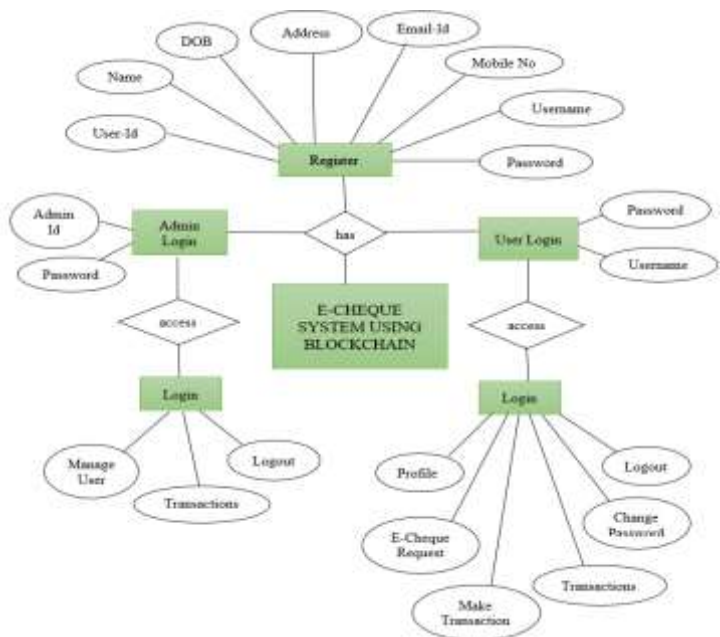 Address
Email-Id
DOB
Mobile No
Name
Username
User-Id
Register
Password
Admin
Id
Admin
Login
has
User Login
Password
Password
Username
E-CHEQUE
SYSTEM USING
BLOCKCHAIN
access
access
Login
Login
Manage
User
Logout
Transactions
Profile
Logout
E-Cheque
Request
Change
Password
Make
Transaction
Transactions